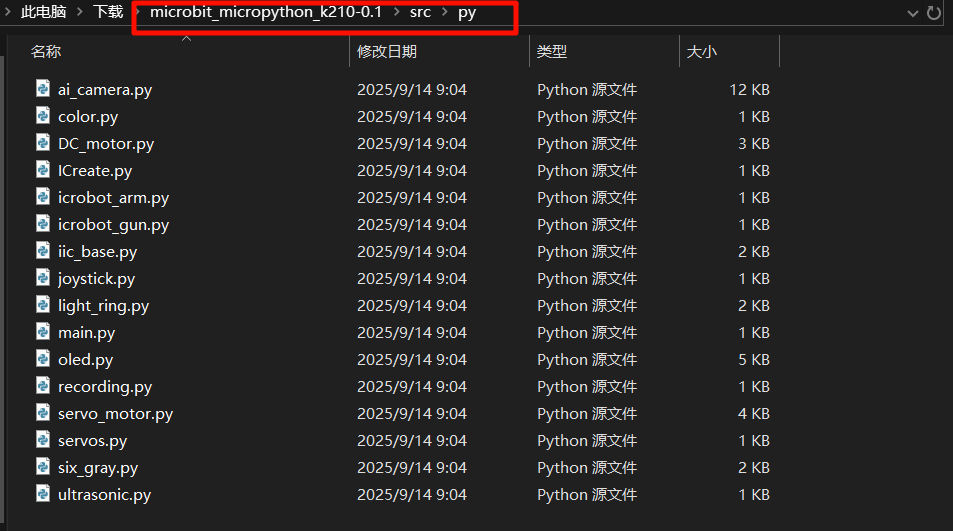 此电脑 > 下载 > microbit_micropython_k210-0.1 > src > py
名称 修改日期 类型 大小
ai_camera.py 2025/9/14 9:04 Python 源文件 12 KB
color.py 2025/9/14 9:04 Python 源文件 1 KB
DC_motor.py 2025/9/14 9:04 Python 源文件 3 KB
ICreate.py 2025/9/14 9:04 Python 源文件 1 KB
icrobot_arm.py 2025/9/14 9:04 Python 源文件 1 KB
icrobot_gun.py 2025/9/14 9:04 Python 源文件 1 KB
iic_base.py 2025/9/14 9:04 Python 源文件 2 KB
joystick.py 2025/9/14 9:04 Python 源文件 1 KB
light_ring.py 2025/9/14 9:04 Python 源文件 2 KB
main.py 2025/9/14 9:04 Python 源文件 1 KB
oled.py 2025/9/14 9:04 Python 源文件 5 KB
recording.py 2025/9/14 9:04 Python 源文件 1 KB
servo_motor.py 2025/9/14 9:04 Python 源文件 4 KB
servos.py 2025/9/14 9:04 Python 源文件 1 KB
six_gray.py 2025/9/14 9:04 Python 源文件 2 KB
ultrasonic.py 2025/9/14 9:04 Python 源文件 1 KB